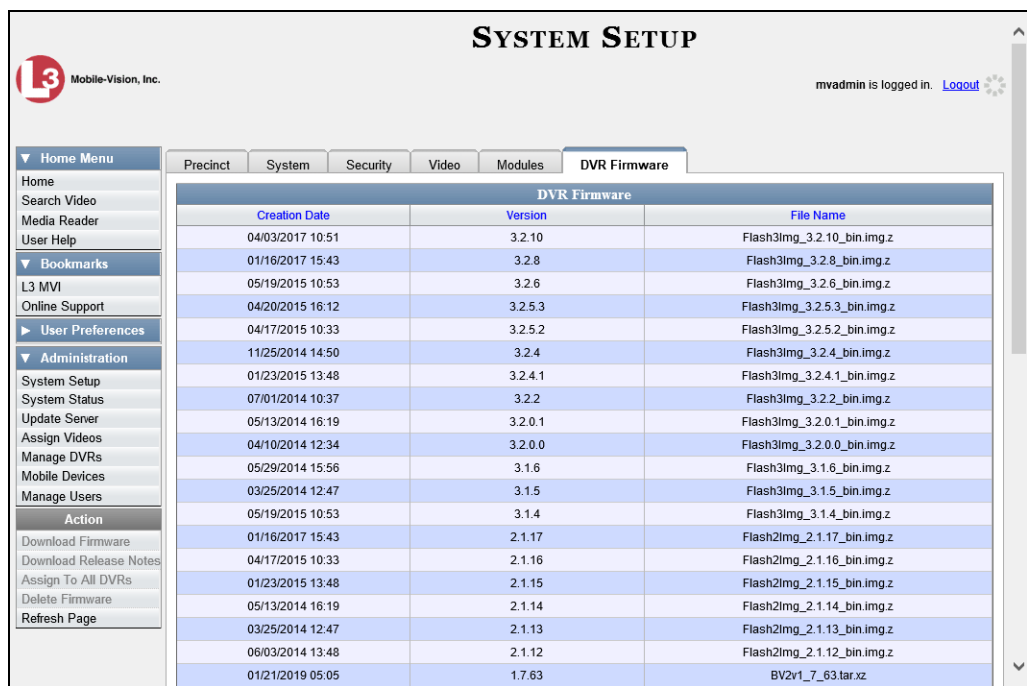 SYSTEM SETUP
L3 Mobile-Vision, Inc.
mvadmin is logged in. Logout
▼ Home Menu
Home
Search Video
Media Reader
User Help
▼ Bookmarks
L3 MVI
Online Support
► User Preferences
▼ Administration
System Setup
System Status
Update Server
Assign Videos
Manage DVRs
Mobile Devices
Manage Users
Action
Download Firmware
Download Release Notes
Assign To All DVRs
Delete Firmware
Refresh Page
Precinct System Security Video Modules DVR Firmware
DVR Firmware
Creation Date Version File Name
04/03/2017 10:51 3.2.10 Flash3Img_3.2.10_bin.img.z
01/16/2017 15:43 3.2.8 Flash3Img_3.2.8_bin.img.z
05/19/2015 10:53 3.2.6 Flash3Img_3.2.6_bin.img.z
04/20/2015 16:12 3.2.5.3 Flash3Img_3.2.5.3_bin.img.z
04/17/2015 10:33 3.2.5.2 Flash3Img_3.2.5.2_bin.img.z
11/25/2014 14:50 3.2.4 Flash3Img_3.2.4_bin.img.z
01/23/2015 13:48 3.2.4.1 Flash3Img_3.2.4.1_bin.img.z
07/01/2014 10:37 3.2.2 Flash3Img_3.2.2_bin.img.z
05/13/2014 16:19 3.2.0.1 Flash3Img_3.2.0.1_bin.img.z
04/10/2014 12:34 3.2.0.0 Flash3Img_3.2.0.0_bin.img.z
05/29/2014 15:56 3.1.6 Flash3Img_3.1.6_bin.img.z
03/25/2014 12:47 3.1.5 Flash3Img_3.1.5_bin.img.z
05/19/2015 10:53 3.1.4 Flash3Img_3.1.4_bin.img.z
01/16/2017 15:43 2.1.17 Flash2Img_2.1.17_bin.img.z
04/17/2015 10:33 2.1.16 Flash2Img_2.1.16_bin.img.z
01/23/2015 13:48 2.1.15 Flash2Img_2.1.15_bin.img.z
05/13/2014 16:19 2.1.14 Flash2Img_2.1.14_bin.img.z
03/25/2014 12:47 2.1.13 Flash2Img_2.1.13_bin.img.z
06/03/2014 13:48 2.1.12 Flash2Img_2.1.12_bin.img.z
01/21/2019 05:05 1.7.63 BV2v1_7_63.tar.xz